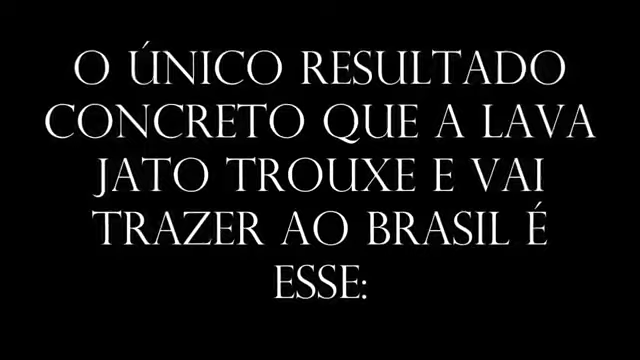 O ÚNICO RESULTADO
CONCRETO QUE A LAVA
JATO TROUXE E VAI
TRAZER AO BRASIL É
ESSE: